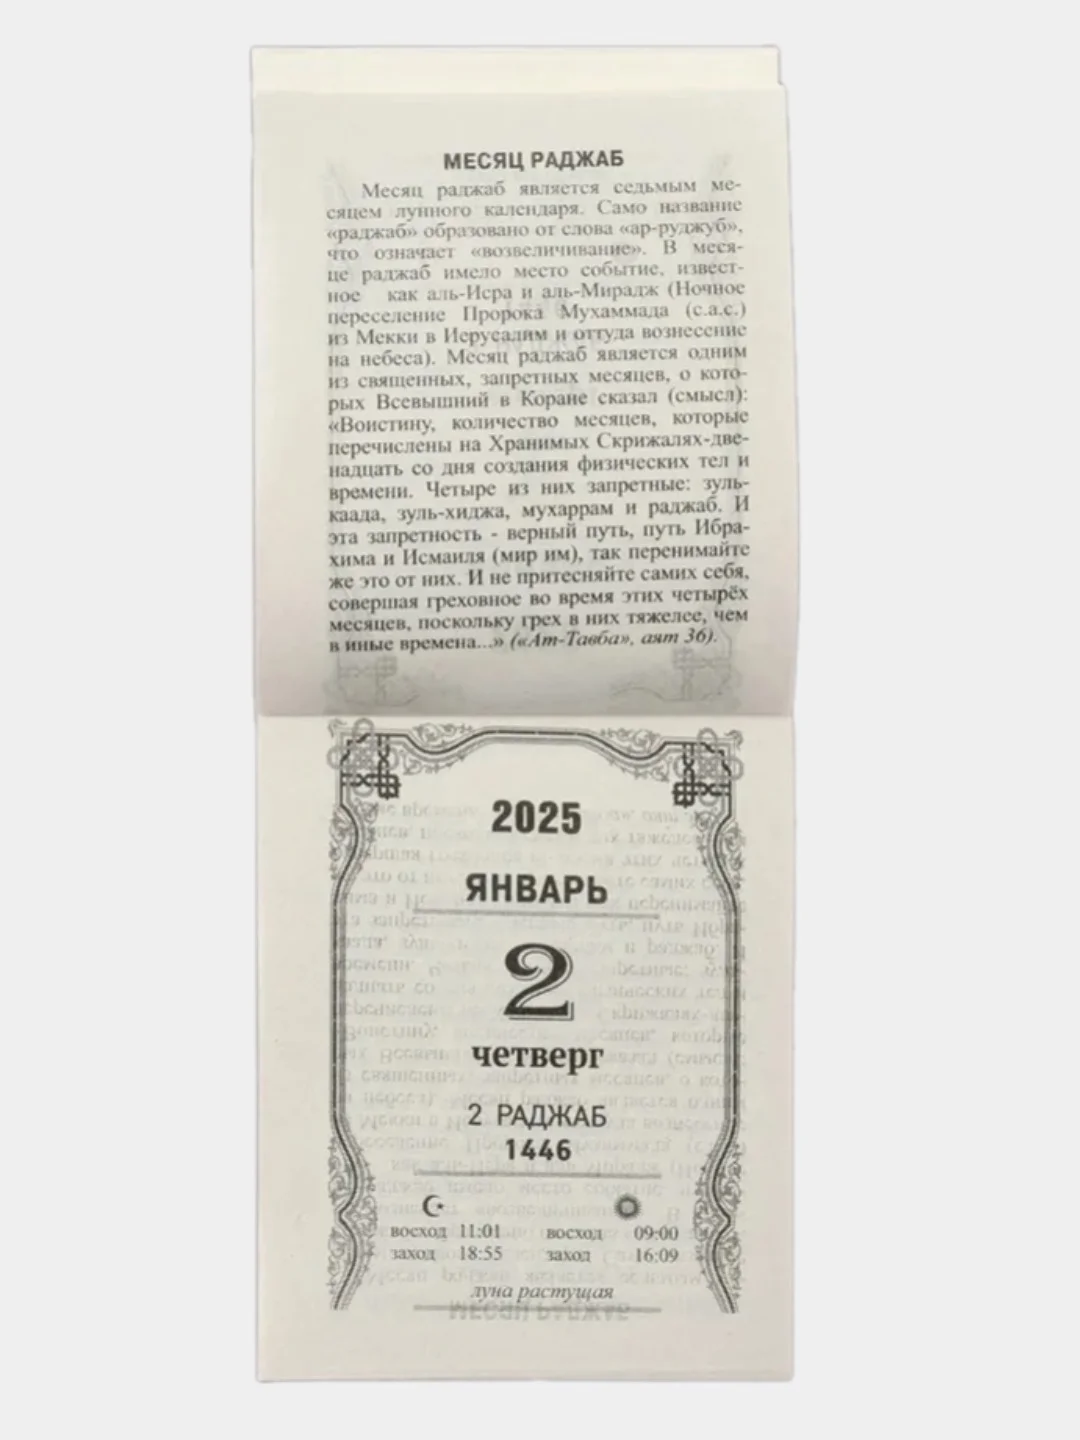 МЕСЯЦ РАДЖАБ
Месяц раджаб является седьмым ме-
сяцем лунного календаря. Само название
«раджаб» образовано от слова «ар-руджуб»,
что означает «возвеличивание». В меся-
це раджаб имело место событие, извест-
ное как аль-Исра и аль-Мирадж (Ночное
переселение Пророка Мухаммада (с.а.с.)
из Мекки в Иерусалим и оттуда вознесение
на небеса). Месяц раджаб является одним
из священных, запретных месяцев, о кото-
рых Всевышний в Коране сказал (смысл):
«Воистину, количество месяцев, которые
перечислены на Хранимых Скрижалях-две-
надцать со дня создания физических тел и
времени. Четыре из них запретные: зуль-
каада, зуль-хиджа, мухаррам и раджаб. И
эта запретность - верный путь, путь Ибра-
хима и Исмаиля (мир им), так перенимайте
же это от них. И не притесняйте самих себя,
совершая греховное во время этих четырёх
месяцев, поскольку грех в них тяжелее, чем
в иные времена...» («Ат-Тавба», аят 36).
2025
ЯНВАРЬ
2
четверг
2 РАДЖАБ
1446
восход 11:01 восход 09:00
заход 18:55 заход 16:09
луна растущая